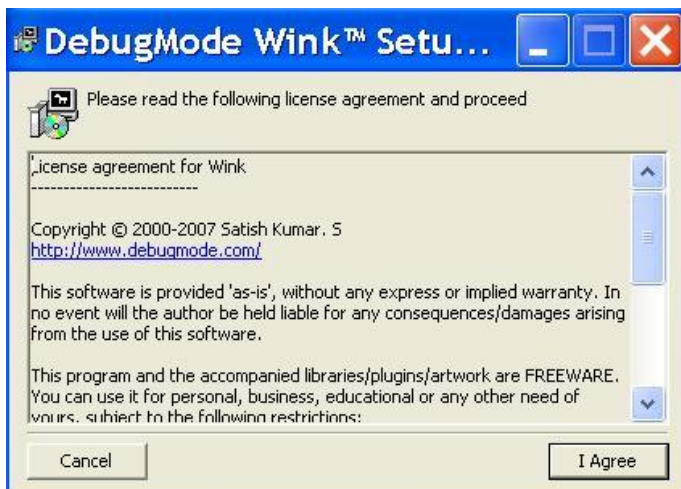 DebugMode Wink™ Setu...
Please read the following license agreement and proceed
License agreement for Wink
--------------------------
Copyright © 2000-2007 Satish Kumar. S
http://www.debugmode.com/
This software is provided 'as-is', without any express or implied warranty. In
no event will the author be held liable for any consequences/damages arising
from the use of this software.
This program and the accompanied libraries/plugins/artwork are FREEWARE.
You can use it for personal, business, educational or any other need of
yours, subject to the following restrictions:
Cancel
I Agree